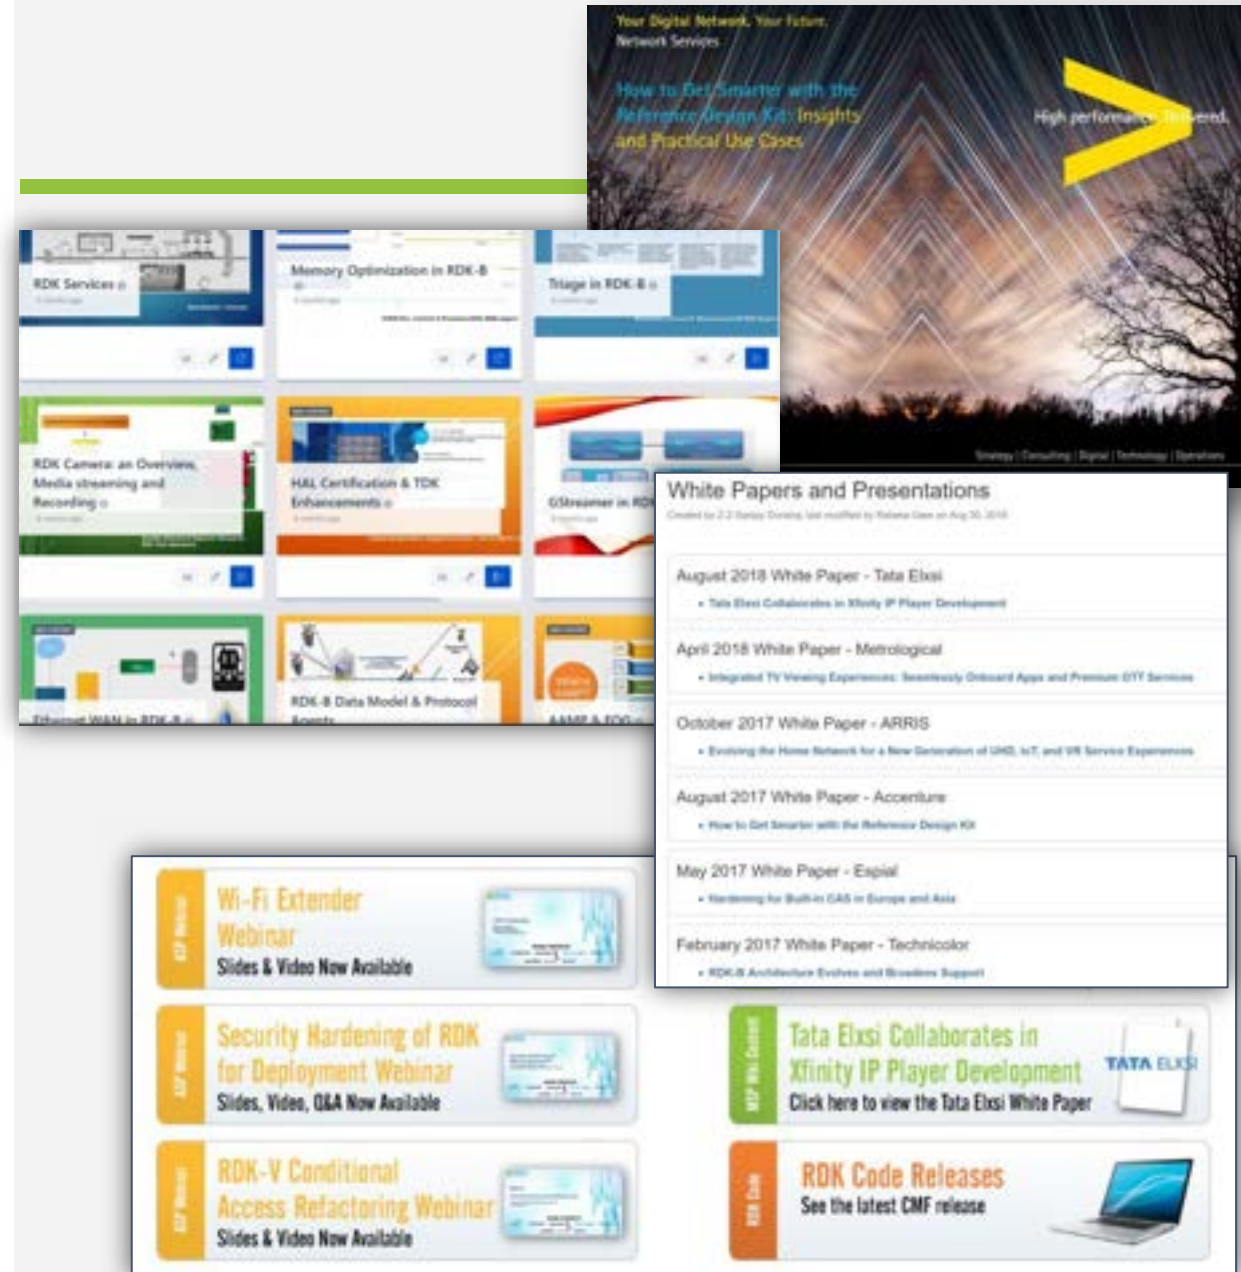 Your Digital Network. Your Future.
Network Services
How to Get Smarter with the
Reference Design Kit: Insights
and Practical Use Cases
High performance. Delivered.
Strategy | Consulting | Digital | Technology | Operations
RDK Services
Memory Optimization in RDK-B
Triage in RDK-B
RDK Camera: an Overview,
Media streaming and
Recording
HAL Certification & TDK
Enhancements
GStreamer in RDK
Ethernet WAN in RDK-B
RDK-B Data Model & Protocol
Agents
AAMP & FOG
White Papers and Presentations
August 2018 White Paper - Tata Elxsi
Tata Elxsi Collaborates in Xfinity IP Player Development
April 2018 White Paper - Metrological
Integrated TV Viewing Experiences: Seamlessly Onboard Apps and Premium OTT Services
October 2017 White Paper - ARRIS
Evolving the Home Network for a New Generation of UHD, IoT, and VR Service Experiences
August 2017 White Paper - Accenture
How to Get Smarter with the Reference Design Kit
May 2017 White Paper - Espial
Hardening for Built-in CAS in Europe and Asia
February 2017 White Paper - Technicolor
RDK-B Architecture Evolves and Broadens Support
Wi-Fi Extender
Webinar
Slides & Video Now Available
Security Hardening of RDK
for Deployment Webinar
Slides, Video, Q&A Now Available
RDK-V Conditional
Access Refactoring Webinar
Slides & Video Now Available
Tata Elxsi Collaborates in
Xfinity IP Player Development
Click here to view the Tata Elxsi White Paper
TATA ELXSI
RDK Code
RDK Code Releases
See the latest CMF release